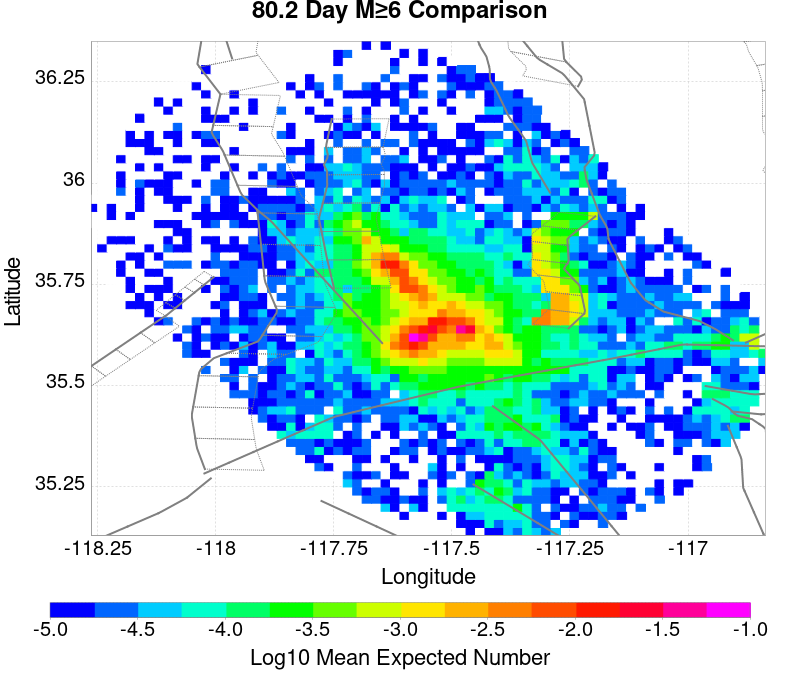 80.2 Day M≥6 Comparison
36.25
36
35.75
35.5
35.25
Latitude
-118.25 -118 -117.75 -117.5 -117.25 -117
Longitude
-5.0 -4.5 -4.0 -3.5 -3.0 -2.5 -2.0 -1.5 -1.0
Log10 Mean Expected Number